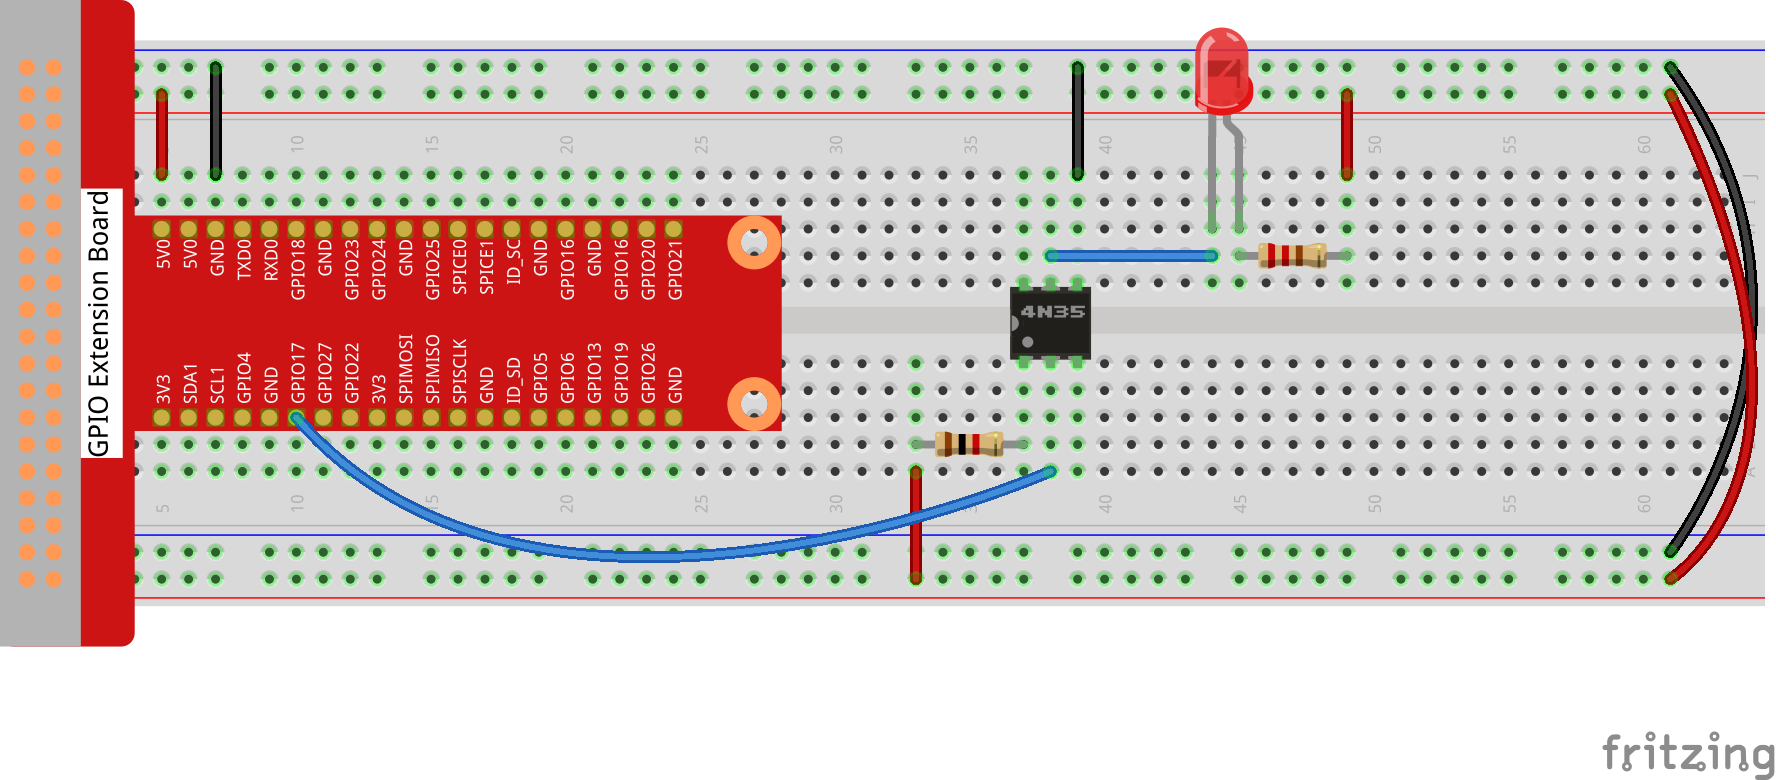 GPIO Extension Board
10 15 20 25 30 35 40 45 50 55 60
J
I
5V0 5V0 GND TXD0 RXD0 GPIO18 GND GPIO23 GPIO24 GND GPIO25 SPICE0 SPICE1 ID_SC GND GPIO16 GND GPIO16 GPIO20 GPIO21
4N35
3V3 SDA1 SCL1 GPIO4 GND GPIO17 GPIO27 GPIO22 3V3 SPIMOSI SPIMISO SPISCLK GND ID_SD GPIO5 GPIO6 GPIO13 GPIO19 GPIO26 GND
A
5 10 15 20 25 30 35 40 45 50 55 60
fritzing